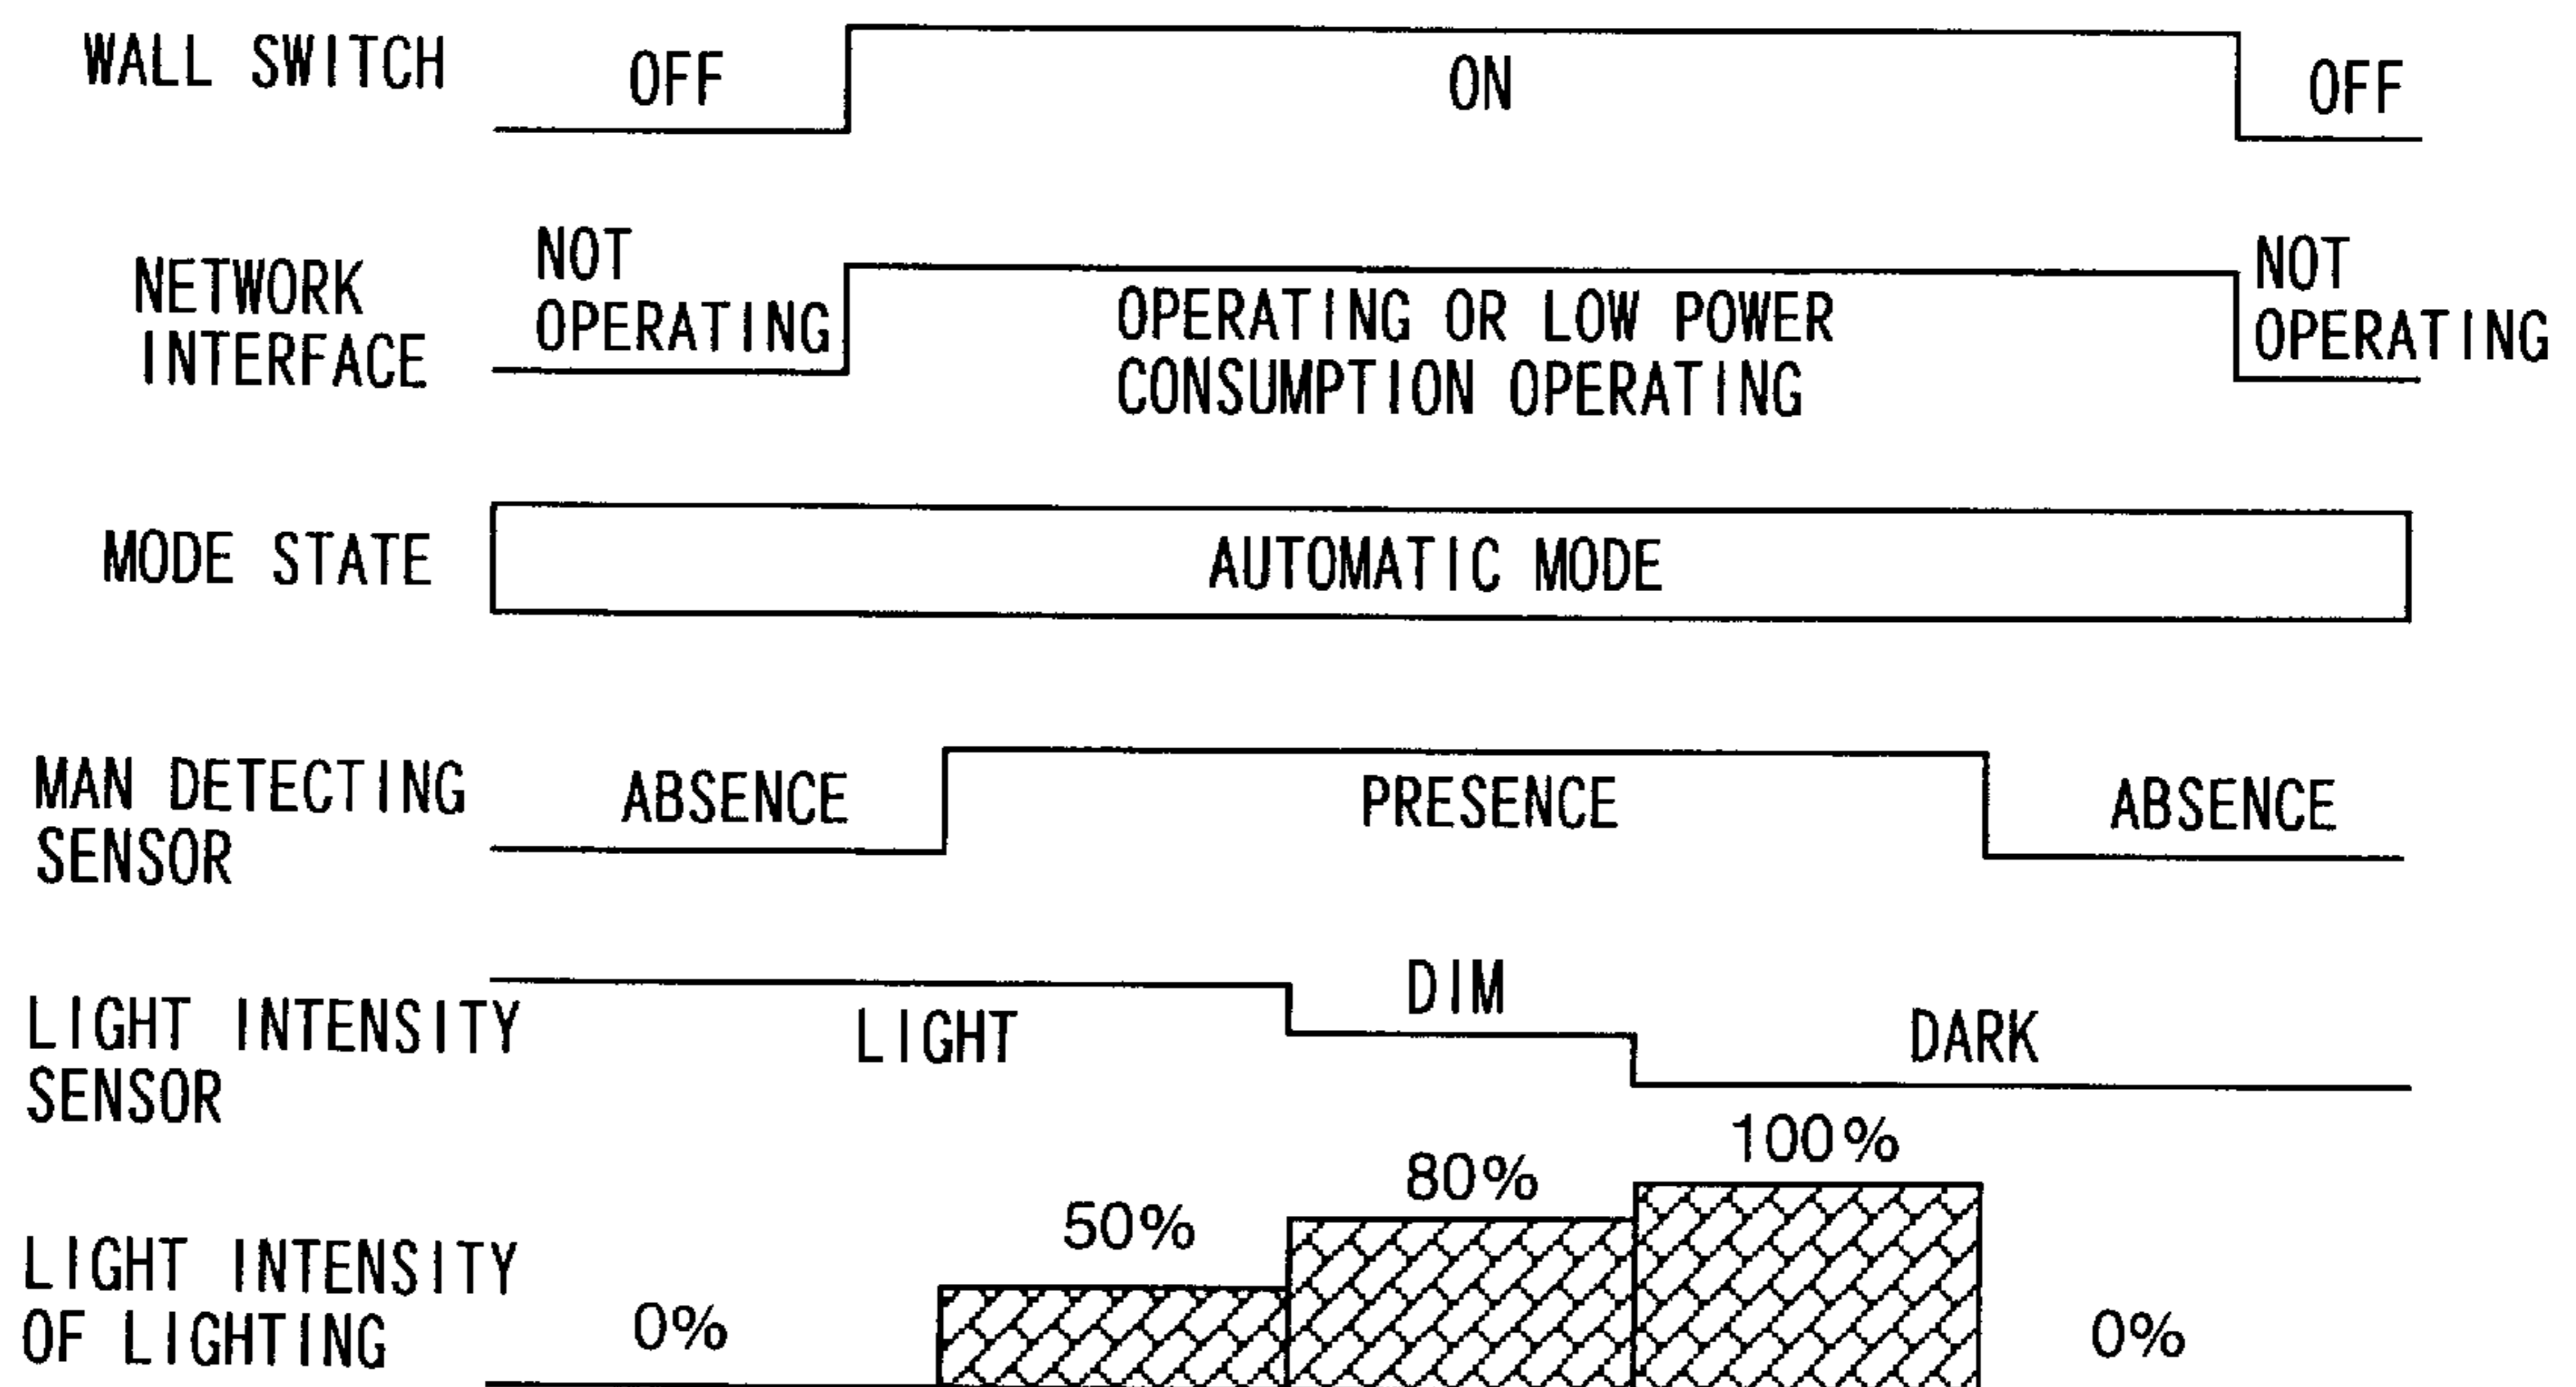 WALL SWITCH
OFF
ON
OFF
NETWORK
INTERFACE
NOT
OPERATING
OPERATING OR LOW POWER
CONSUMPTION OPERATING
NOT
OPERATING
MODE STATE
AUTOMATIC MODE
MAN DETECTING
SENSOR
ABSENCE
PRESENCE
ABSENCE
LIGHT INTENSITY
SENSOR
LIGHT
DIM
DARK
LIGHT INTENSITY
OF LIGHTING
0%
50%
80%
100%
0%